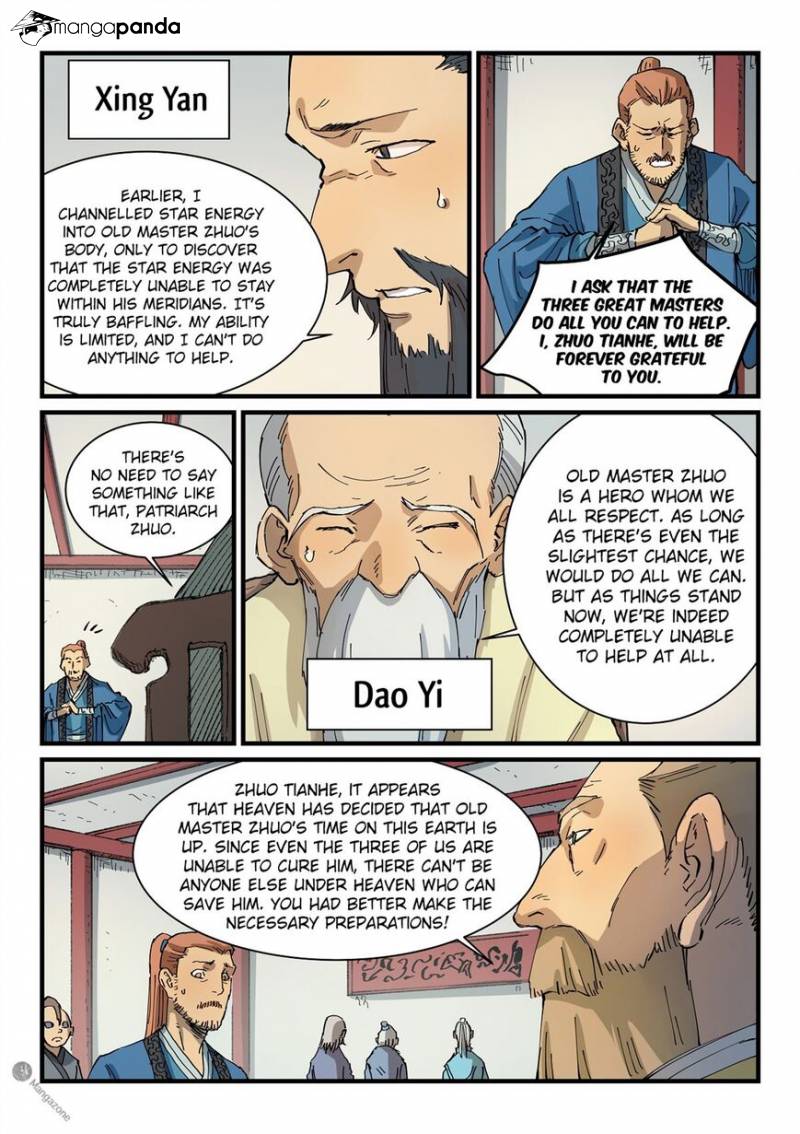 mangapanda
Xing Yan
EARLIER, I
CHANNELLED STAR ENERGY
INTO OLD MASTER ZHUO'S
BODY, ONLY TO DISCOVER
THAT THE STAR ENERGY WAS
COMPLETELY UNABLE TO STAY
WITHIN HIS MERIDIANS. IT'S
TRULY BAFFLING. MY ABILITY
IS LIMITED, AND I CAN'T DO
ANYTHING TO HELP.
I ASK THAT THE
THREE GREAT MASTERS
DO ALL YOU CAN TO HELP.
I, ZHUO TIANHE, WILL BE
FOREVER GRATEFUL
TO YOU.
THERE'S
NO NEED TO SAY
SOMETHING LIKE
THAT, PATRIARCH
ZHUO.
OLD MASTER ZHUO
IS A HERO WHOM WE
ALL RESPECT. AS LONG
AS THERE'S EVEN THE
SLIGHTEST CHANCE, WE
WOULD DO ALL WE CAN.
BUT AS THINGS STAND
NOW, WE'RE INDEED
COMPLETELY UNABLE
TO HELP AT ALL.
Dao Yi
ZHUO TIANHE, IT APPEARS
THAT HEAVEN HAS DECIDED THAT OLD
MASTER ZHUO'S TIME ON THIS EARTH IS
UP. SINCE EVEN THE THREE OF US ARE
UNABLE TO CURE HIM, THERE CAN'T BE
ANYONE ELSE UNDER HEAVEN WHO CAN
SAVE HIM. YOU HAD BETTER MAKE THE
NECESSARY PREPARATIONS!
Mangazone